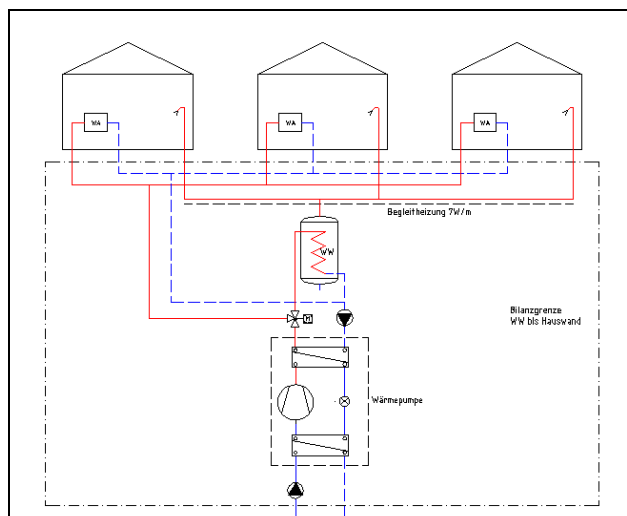 WA
WA
WA
Begleitheizung 7W/m
WW
Bilanzgrenze
WW bis Hauswand
M
Wärmepumpe